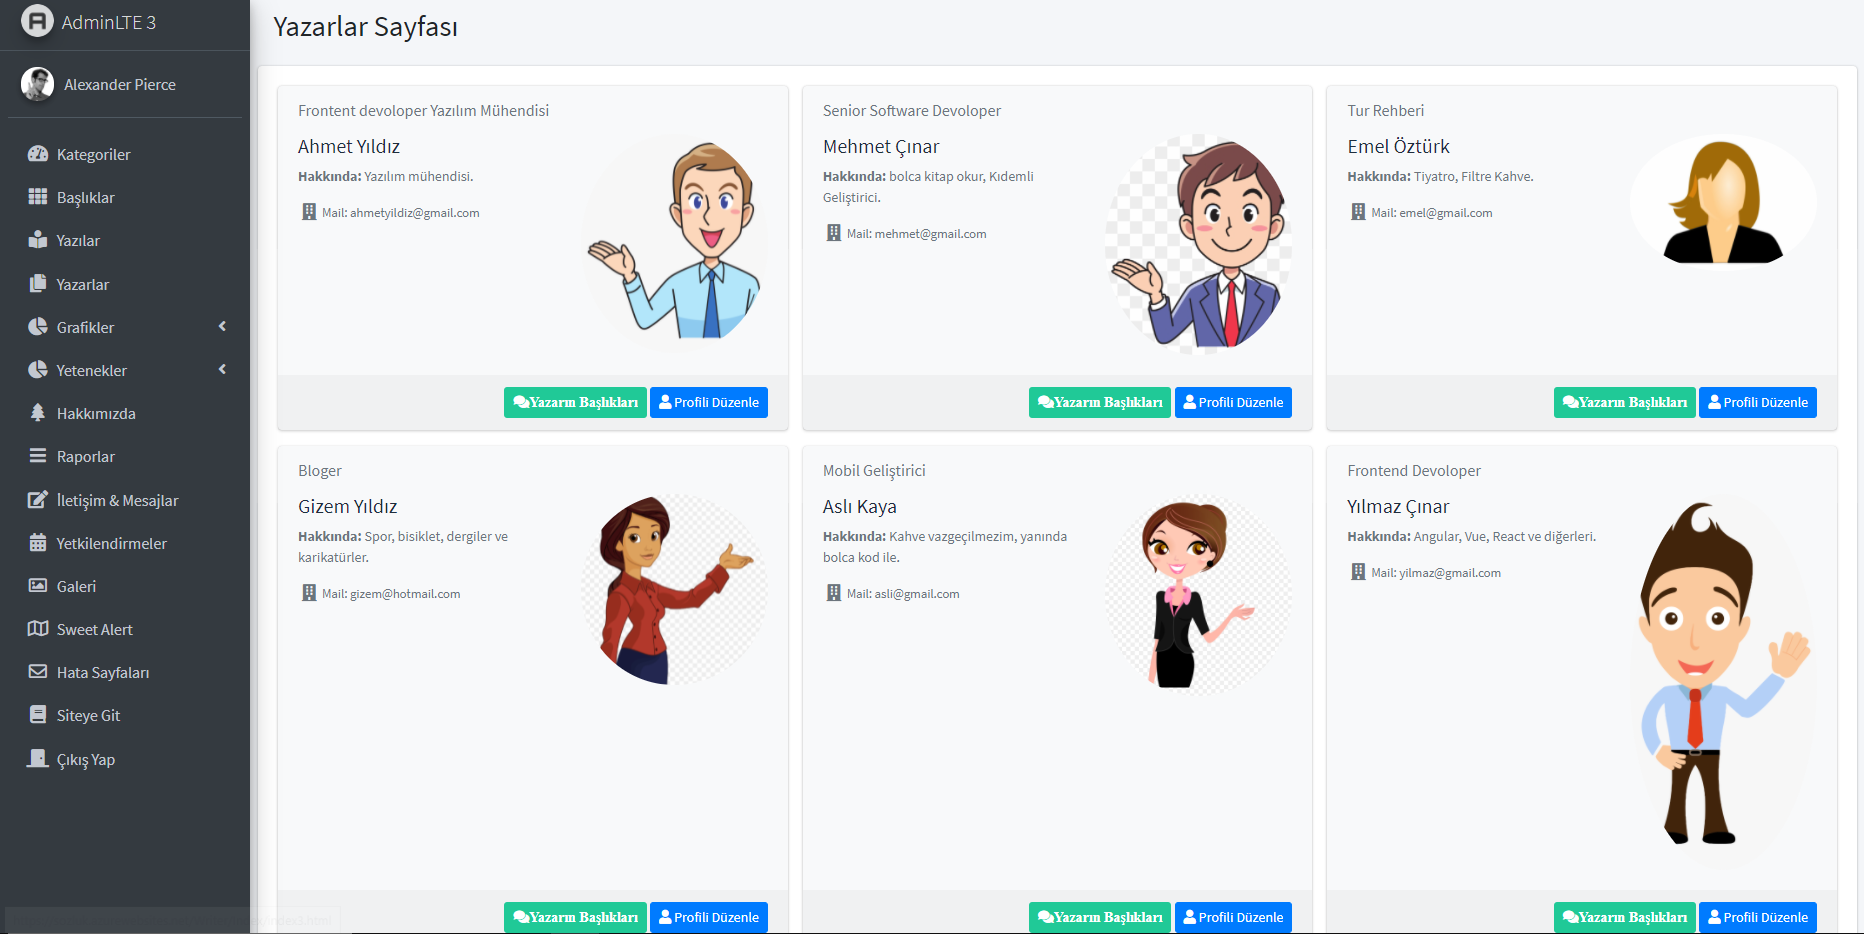 AdminLTE 3
Alexander Pierce
Kategoriler
Başlıklar
Yazılar
Yazarlar
Grafikler
Yetenekler
Hakkımızda
Raporlar
İletişim & Mesajlar
Yetkilendirmeler
Galeri
Sweet Alert
Hata Sayfaları
Siteye Git
Çıkış Yap
Yazarlar Sayfası
Frontent devoloper Yazılım Mühendisi
Ahmet Yıldız
Hakkında: Yazılım mühendisi.
Mail: ahmetyildiz@gmail.com
Yazarın Başlıkları
Profili Düzenle
Senior Software Devoloper
Mehmet Çınar
Hakkında: bolca kitap okur, Kıdemli
Geliştirici.
Mail: mehmet@gmail.com
Yazarın Başlıkları
Profili Düzenle
Tur Rehberi
Emel Öztürk
Hakkında: Tiyatro, Filtre Kahve.
Mail: emel@gmail.com
Yazarın Başlıkları
Profili Düzenle
Bloger
Gizem Yıldız
Hakkında: Spor, bisiklet, dergiler ve
karikatürler.
Mail: gizem@hotmail.com
Yazarın Başlıkları
Profili Düzenle
Mobil Geliştirici
Aslı Kaya
Hakkında: Kahve vazgeçilmezim, yanında
bolca kod ile.
Mail: asli@gmail.com
Yazarın Başlıkları
Profili Düzenle
Frontend Devoloper
Yılmaz Çınar
Hakkında: Angular, Vue, React ve diğerleri.
Mail: yilmaz@gmail.com
Yazarın Başlıkları
Profili Düzenle